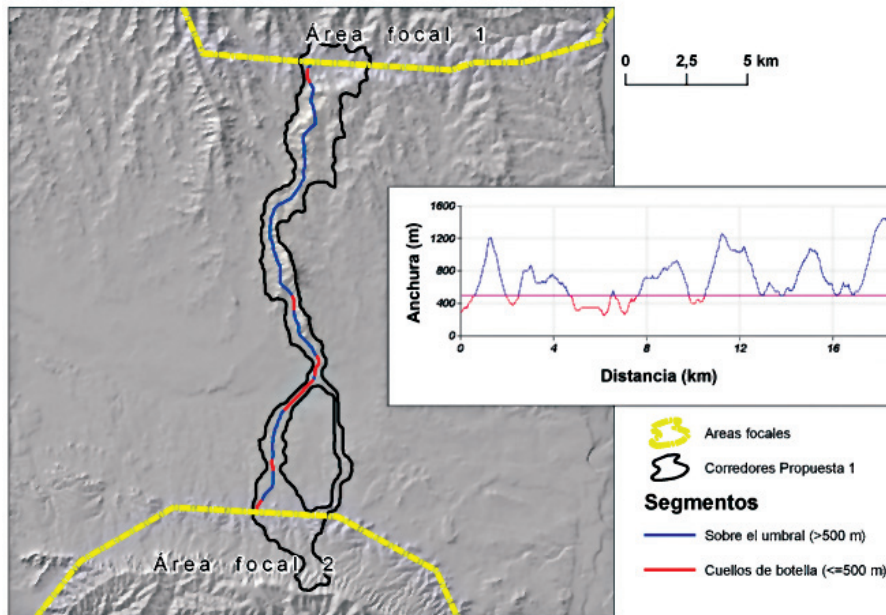 Área focal 1
0 2,5 5 km
1600
1200
800
400
0
Anchura (m)
0 4 8 12 16
Distancia (km)
Areas focales
Corredores Propuesta 1
Segmentos
Sobre el umbral (>500 m)
Cuellos de botella (<=500 m)
Área focal 2